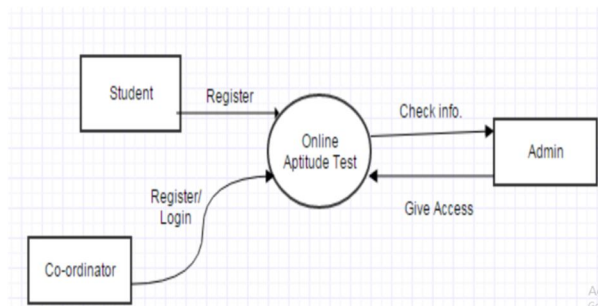 Student
Register
Online
Aptitude Test
Check info.
Admin
Give Access
Register/
Login
Co-ordinator